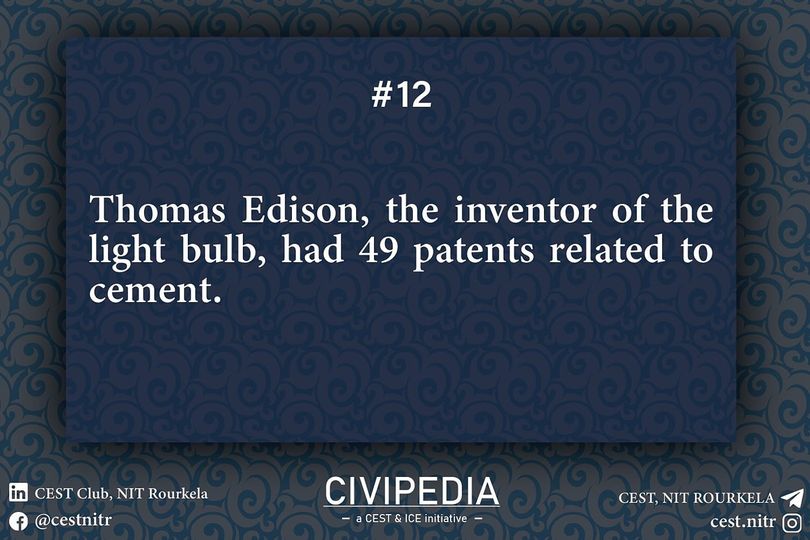 #12
Thomas Edison, the inventor of the
light bulb, had 49 patents related to
cement.
CEST Club, NIT Rourkela
@cestnitr
CIVIPEDIA
– a CEST & ICE initiative –
CEST, NIT ROURKELA
cest.nitr